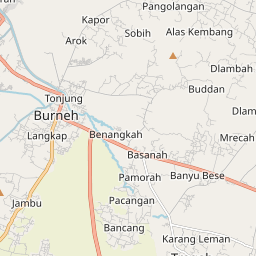 Pangolangan
Kapor
Sobih
Alas Kembang
Arok
Dlambah
Buddan
Tonjung
Burneh
Dlam
Langkap
Benangkah
Mrecah
Basanah
Pamorah
Banyu Bese
Jambu
Pacangan
Bancang
Karang Leman